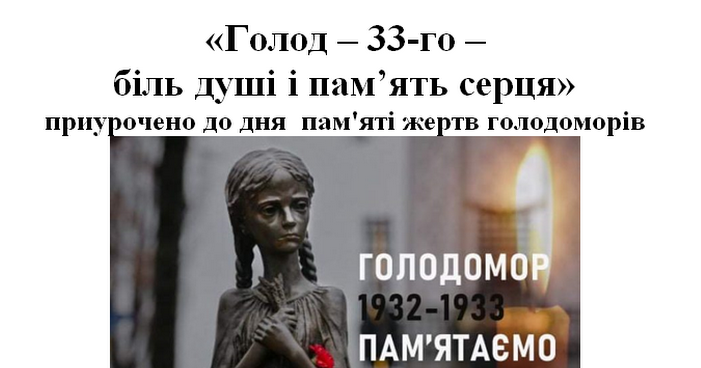 «Голод – 33-го –
біль душі і пам’ять серця»
приурочено до дня  пам'яті жертв голодоморів
ГОЛОДОМОР
1932-1933
ПАМ’ЯТАЄМО